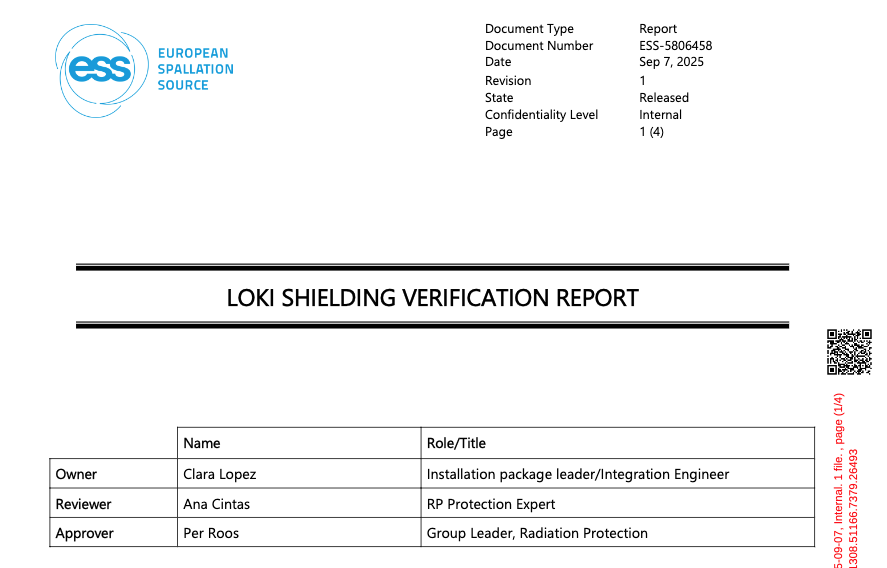 ess
EUROPEAN
SPALLATION
SOURCE
Document Type Report
Document Number ESS-5806458
Date Sep 7, 2025
Revision 1
State Released
Confidentiality Level Internal
Page 1 (4)
LOKI SHIELDING VERIFICATION REPORT
Name Role/Title
Owner Clara Lopez Installation package leader/Integration Engineer
Reviewer Ana Cintas RP Protection Expert
Approver Per Roos Group Leader, Radiation Protection
5-09-07, Internal. 1 file. , page (1/4)
1308.51166.7379.26493